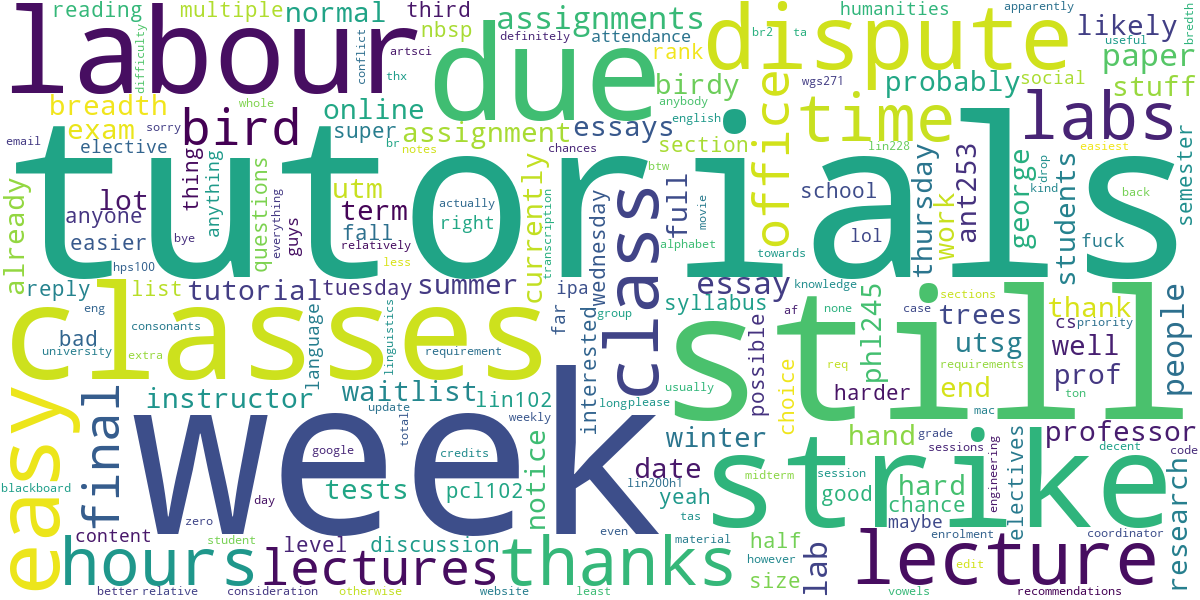 reading
multiple
normal
third
assignments
humanities
apparently
likely
useful
bredth
labour
difficulty
conflict
artsci
thx
nbsp
definitely
attendance
due
rank
birdy
dispute
br2
ta
wgs271
probably
social
paper
stuff
breadth
whole
online
anybody
english
office
time
labs
exam
sorry
bird
super
assignment
essays
section
email
elective
br
notes
chances
btw
lin228
easiest
tutorials
already
lot
anyone
easier
thing
anything
questions
everything
guys
utm
term
fall
relatively
less
actually
right
currently
transcription
wednesday
class
full
movie
alphabet
towards
school
lol
thursday
work
ant253
george
drop
kind
students
back
fuck
semester
hps100
bye
reply
list
tutorial
tuesday
summer
ipa
far
group
essay
syllabus
knowledge
none
af
case
sections
thank
cs
priority
people
eng
consonants
bad
university
extra
classes
language
linguistics
requirement
interested
still
possible
phl245
req
trees
utsg
requirements
well
prof
easy
final
instructor
waitlist
update
totale
lin102
weekly
long
please
usually
choice
harder
end
mac
ton
week
google
credits
winter
hand
grade
sessions
professor
decent
code
blackboard
day
zero
tests
pcl102
notice
lin200h1
date
yeah
tas
strike
midterm
session
good
hard
chance
engineering
electives
research
content
student
level
discussion
even
material
half
however
maybe
enrolment
coordinator
hours
lectures
thanks
size
lab
lecture
edit
better
relative
consideration
otherwise
website
least
vowels
recommendations